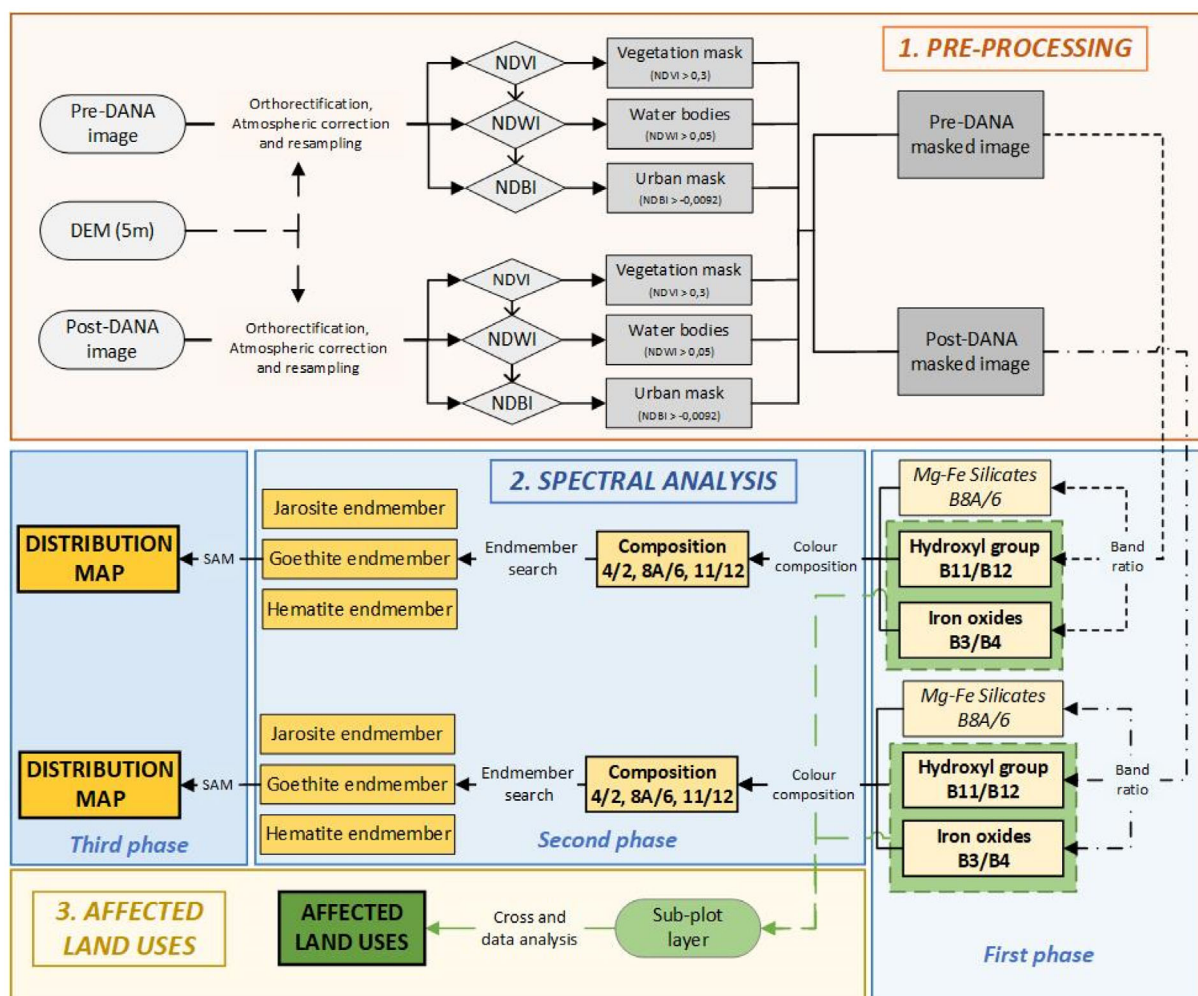 1. PRE-PROCESSING
Pre-DANA
image
Orthorectification,
Atmospheric correction
and resampling
NDVI
NDWI
NDBI
Vegetation mask
(NDVI > 0,3)
Water bodies
(NDWI > 0,05)
Urban mask
(NDBI > -0,0092)
Pre-DANA
masked image
DEM (5m)
Post-DANA
image
Orthorectification,
Atmospheric correction
and resampling
NDVI
NDWI
NDBI
Vegetation mask
(NDVI > 0,3)
Water bodies
(NDWI > 0,05)
Urban mask
(NDBI > -0,0092)
Post-DANA
masked image
2. SPECTRAL ANALYSIS
Mg-Fe Silicates
B8A/6
Hydroxyl group
B11/B12
Iron oxides
B3/B4
Band
ratio
Colour
composition
Composition
4/2, 8A/6, 11/12
Endmember
search
Jarosite endmember
Goethite endmember
Hematite endmember
SAM
DISTRIBUTION
MAP
Mg-Fe Silicates
B8A/6
Hydroxyl group
B11/B12
Iron oxides
B3/B4
Band
ratio
Colour
composition
Composition
4/2, 8A/6, 11/12
Endmember
search
Jarosite endmember
Goethite endmember
Hematite endmember
SAM
DISTRIBUTION
MAP
Third phase
Second phase
First phase
3. AFFECTED
LAND USES
AFFECTED
LAND USES
Cross and
data analysis
Sub-plot
layer